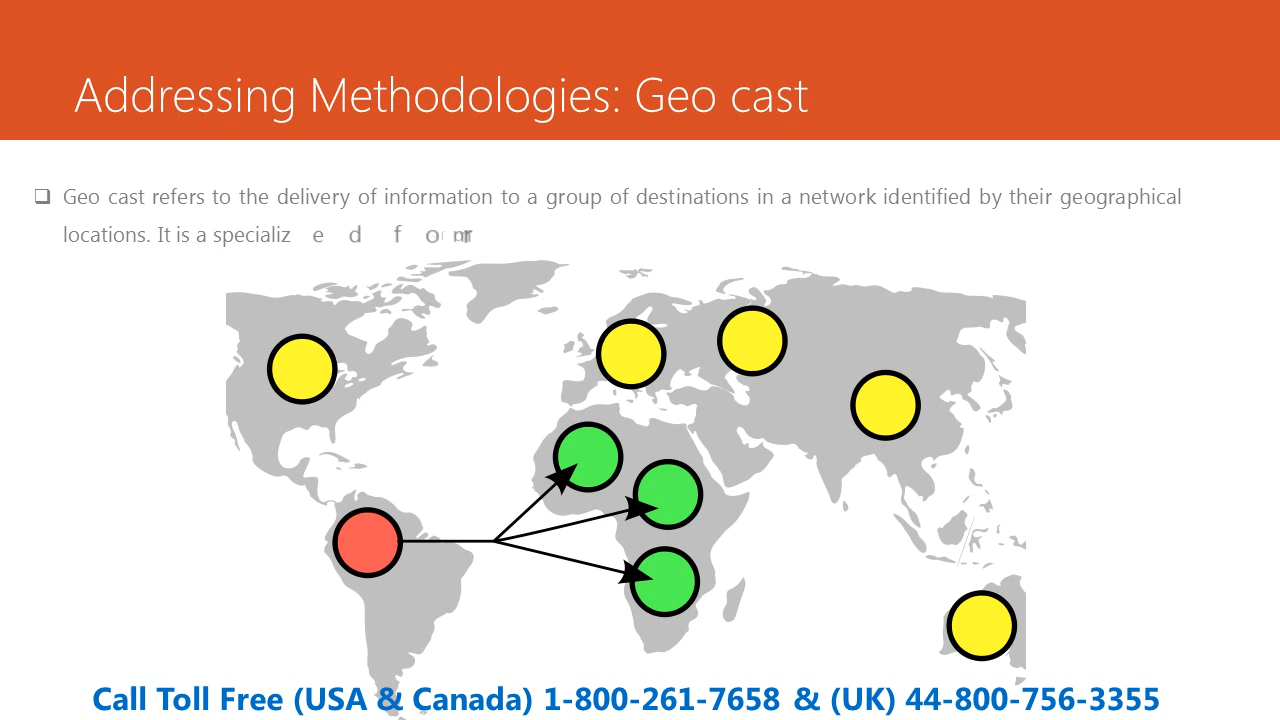 Addressing Methodologies: Geo cast
❑ Geo cast refers to the delivery of information to a group of destinations in a network identified by their geographical
locations. It is a specialized form
Call Toll Free (USA & Canada) 1-800-261-7658 & (UK) 44-800-756-3355